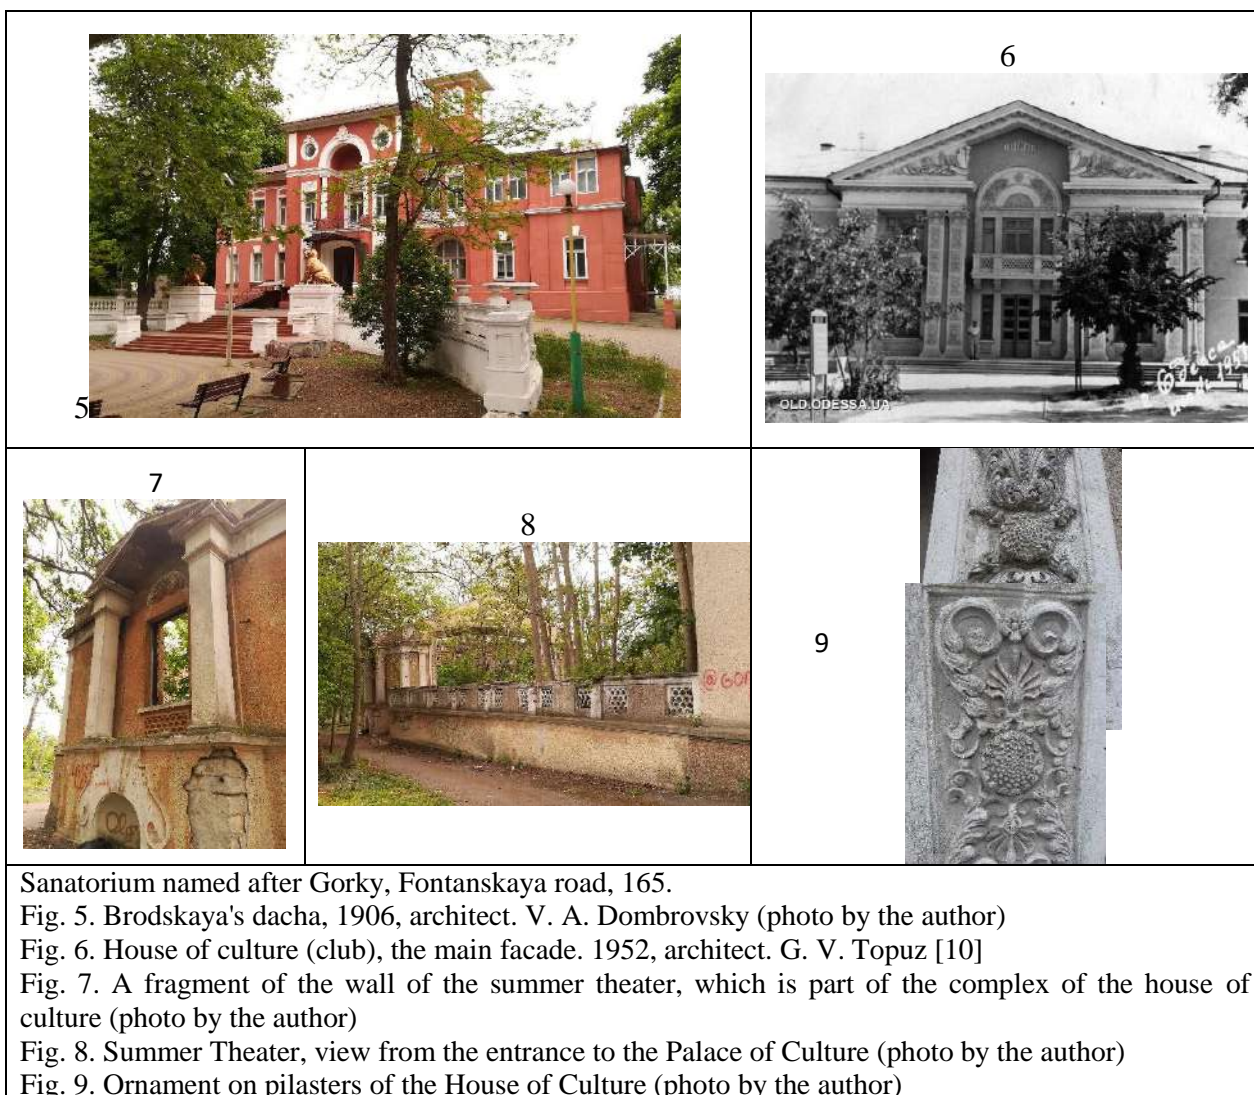 6
5
OLD.ODESSA.UA
7
8
9
Sanatorium named after Gorky, Fontanskaya road, 165.
Fig. 5. Brodskaya's dacha, 1906, architect. V. A. Dombrovsky (photo by the author)
Fig. 6. House of culture (club), the main facade. 1952, architect. G. V. Topuz [10]
Fig. 7. A fragment of the wall of the summer theater, which is part of the complex of the house of
culture (photo by the author)
Fig. 8. Summer Theater, view from the entrance to the Palace of Culture (photo by the author)
Fig. 9. Ornament on pilasters of the House of Culture (photo by the author)